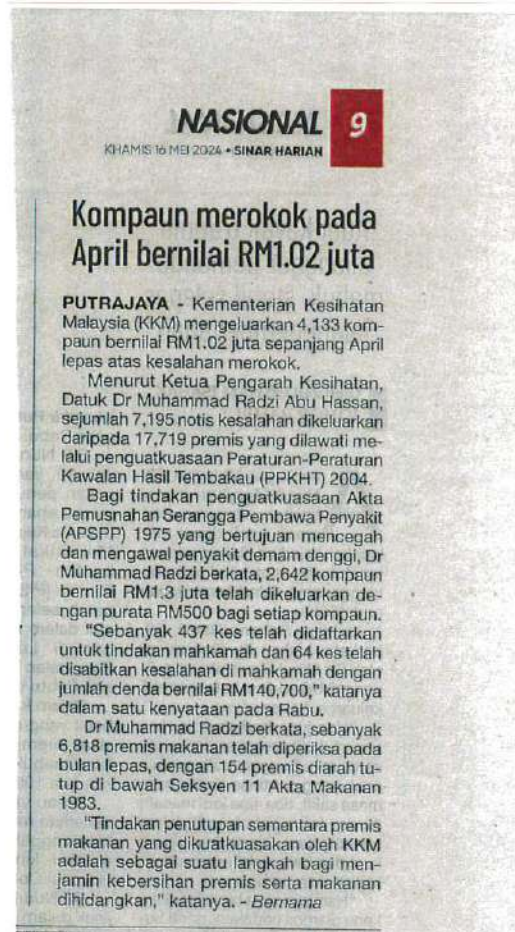 NASIONAL 9
KHAMIS 16 MEI 2024 • SINAR HARIAN
Kompaun merokok pada
April bernilai RM1.02 juta
PUTRAJAYA - Kementerian Kesihatan
Malaysia (KKM) mengeluarkan 4,133 kom-
paun bernilai RM1.02 juta sepanjang April
lepas atas kesalahan merokok.
Menurut Ketua Pengarah Kesihatan,
Datuk Dr Muhammad Radzi Abu Hassan,
sejumlah 7,195 notis kesalahan dikeluarkan
daripada 17,719 premis yang dilawati me-
lalui penguatkuasaan Peraturan-Peraturan
Kawalan Hasil Tembakau (PPKHT) 2004.
Bagi tindakan penguatkuasaan Akta
Pemusnahan Serangga Pembawa Penyakit
(APSPP) 1975 yang bertujuan mencegah
dan mengawal penyakit demam denggi, Dr
Muhammad Radzi berkata, 2,642 kompaun
bernilai RM1.3 juta telah dikeluarkan de-
ngan purata RM500 bagi setiap kompaun.
"Sebanyak 437 kes telah didaftarkan
untuk tindakan mahkamah dan 64 kes telah
disabitkan kesalahan di mahkamah dengan
jumlah denda bernilai RM140,700," katanya
dalam satu kenyataan pada Rabu.
Dr Muhammad Radzi berkata, sebanyak
6,818 premis makanan telah diperiksa pada
bulan lepas, dengan 154 premis diarah tu-
tup di bawah Seksyen 11 Akta Makanan
1983.
"Tindakan penutupan sementara premis
makanan yang dikuatkuasakan oleh KKM
adalah sebagai suatu langkah bagi men-
jamin kebersihan premis serta makanan
dihidangkan," katanya. - Bernama